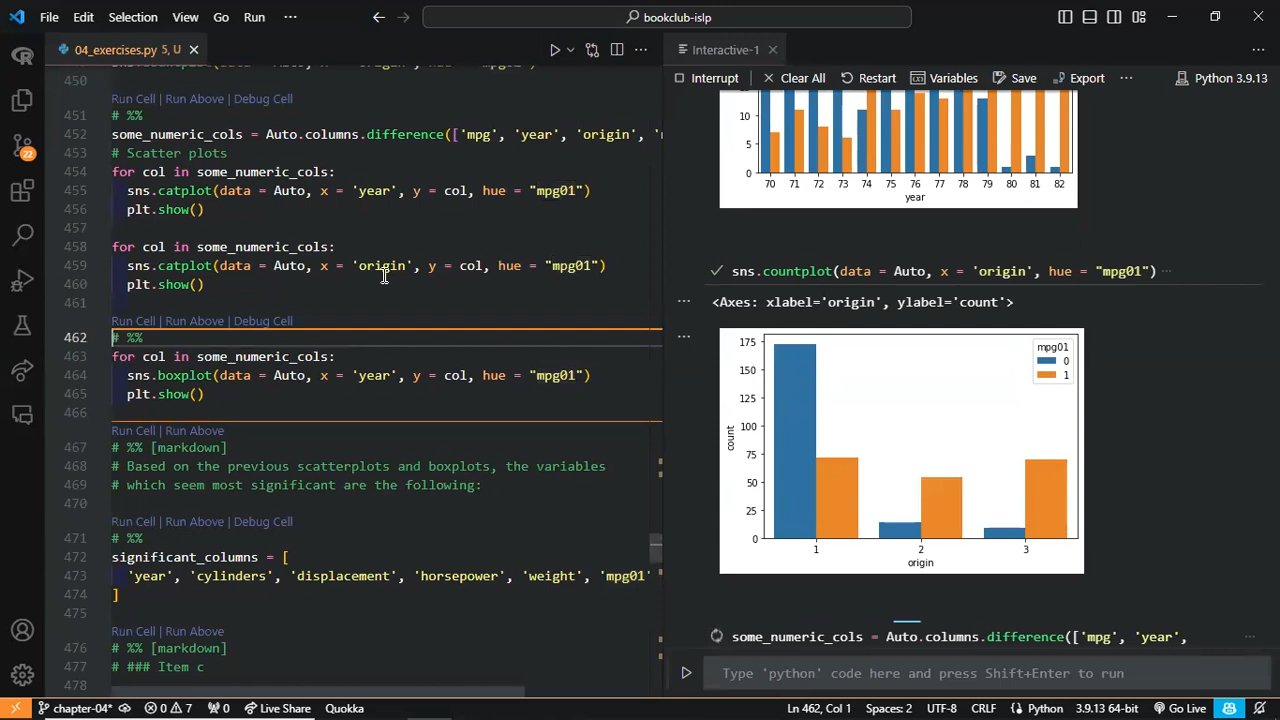 File Edit Selection View Go Run ··· bookclub-islp
04_exercises.py 5, U
Interactive-1
450
Run Cell | Run Above | Debug Cell
451 # %%
452 some_numeric_cols = Auto.columns.difference(['mpg', 'year', 'origin', '
453 # Scatter plots
454 for col in some_numeric_cols:
455 sns.catplot(data = Auto, x = 'year', y = col, hue = "mpg01")
456 plt.show()
457
458 for col in some_numeric_cols:
459 sns.catplot(data = Auto, x = 'origin', y = col, hue = "mpg01")
460 plt.show()
461
Run Cell | Run Above | Debug Cell
462 # %%
463 for col in some_numeric_cols:
464 sns.boxplot(data = Auto, x = 'year', y = col, hue = "mpg01")
465 plt.show()
466
Run Cell | Run Above
467 # %% [markdown]
468 # Based on the previous scatterplots and boxplots, the variables
469 # which seem most significant are the following:
470
Run Cell | Run Above | Debug Cell
471 # %%
472 significant_columns = [
473 'year', 'cylinders', 'displacement', 'horsepower', 'weight', 'mpg01'
474 ]
475
Run Cell | Run Above
476 # %% [markdown]
477 # ### Item c
478
Interrupt Clear All Restart Variables Save Export ··· Python 3.9.13
10
5
0
70 71 72 73 74 75 76 77 78 79 80 81 82
year
sns.countplot(data = Auto, x = 'origin', hue = "mpg01") ···
<Axes: xlabel='origin', ylabel='count'>
mpg01
0
1
175
150
125
100
75
50
25
0
count
1 2 3
origin
some_numeric_cols = Auto.columns.difference(['mpg', 'year', ···
Type 'python' code here and press Shift+Enter to run
22
chapter-04* 0 7 0 Live Share Quokka Ln 462, Col 1 Spaces: 2 UTF-8 CRLF Python 3.9.13 64-bit Go Live